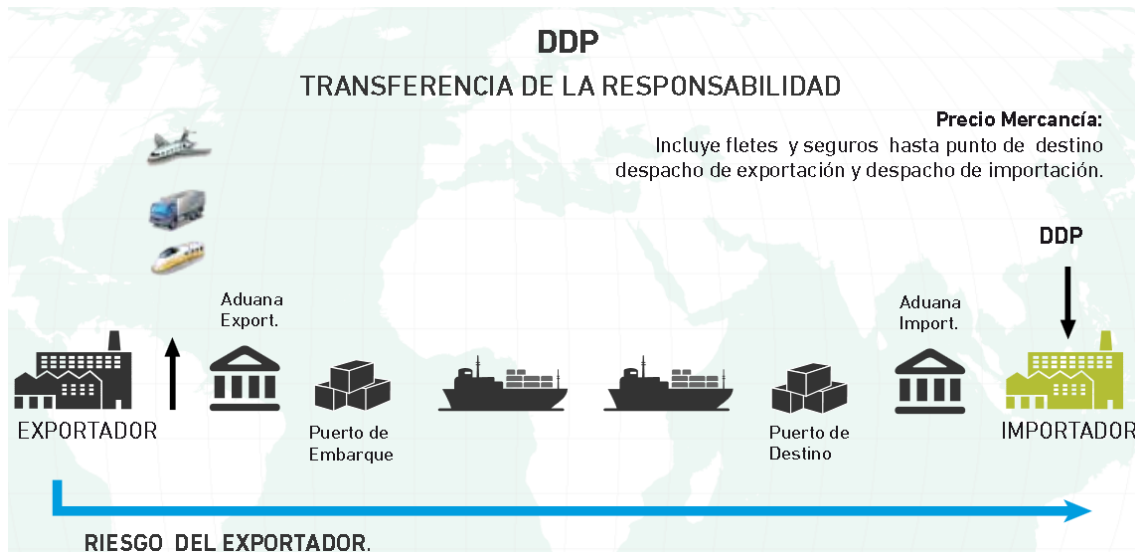 DDP
TRANSFERENCIA DE LA RESPONSABILIDAD
Precio Mercancía:
Incluye fletes y seguros hasta punto de destino
despacho de exportación y despacho de importación.
DDP
Aduana
Export.
Aduana
Import.
EXPORTADOR
Puerto de
Embarque
Puerto de
Destino
IMPORTADOR
RIESGO DEL EXPORTADOR.